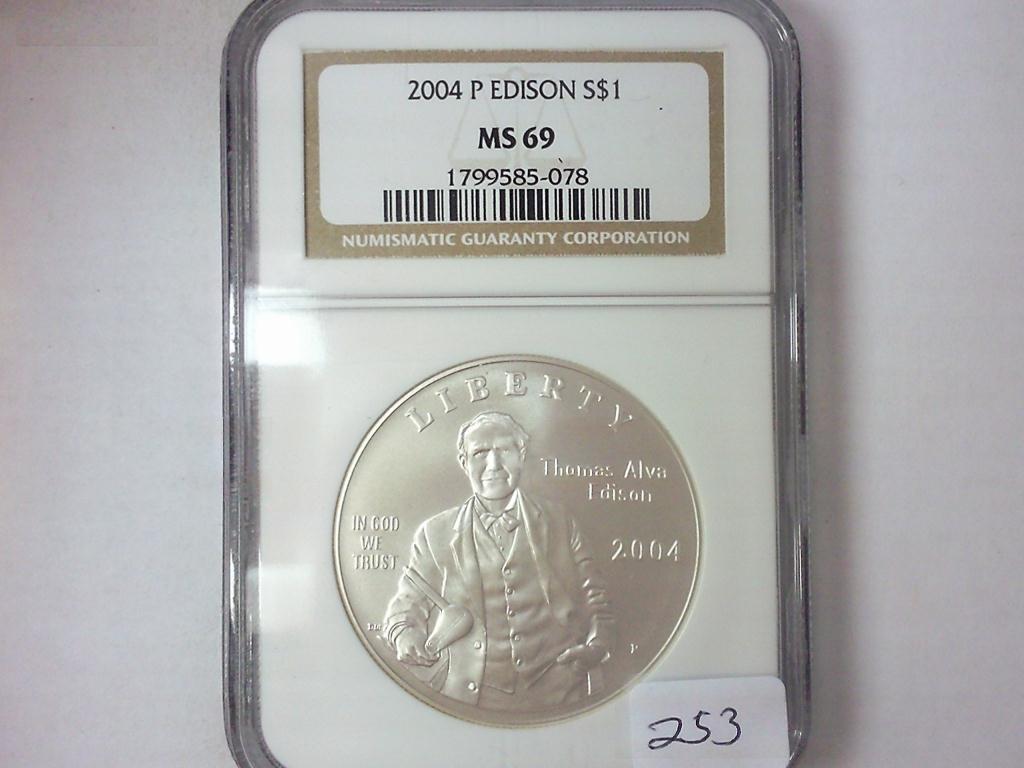 2004 P EDISON S$1
MS 69
1799585-078
NUMISMATIC GUARANTY CORPORATION
LIBERTY
Thomas Alva
Edison
IN GOD
WE
TRUST
2004
P
253